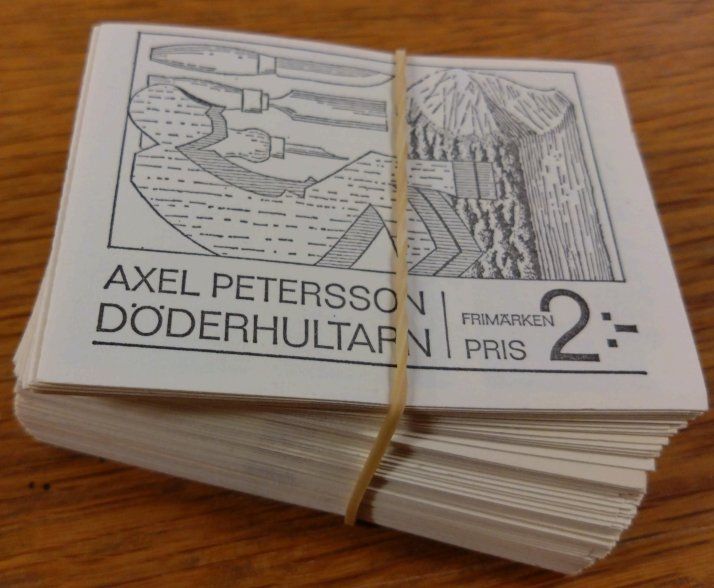 AXEL PETERSSON
DÖDERHULTARN
FRIMÄRKEN
PRIS
2:-